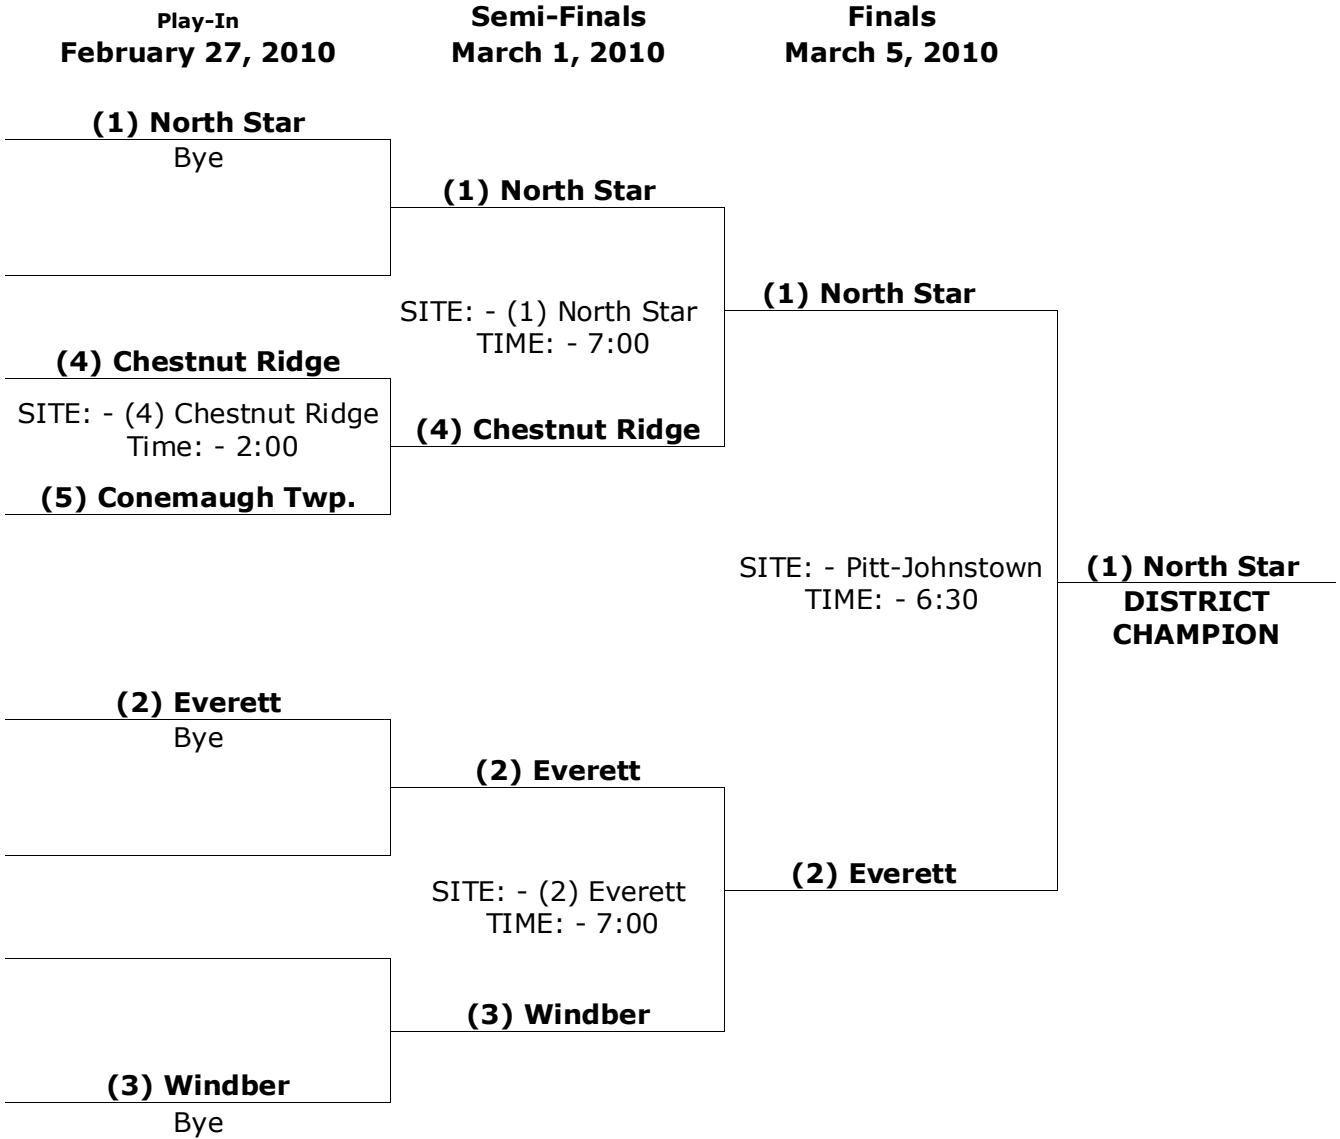 Play-In
February 27, 2010
Semi-Finals
March 1, 2010
Finals
March 5, 2010
(1) North Star
Bye
(1) North Star
SITE: - (1) North Star
TIME: - 7:00
(1) North Star
(4) Chestnut Ridge
SITE: - (4) Chestnut Ridge
Time: - 2:00
(4) Chestnut Ridge
(5) Conemaugh Twp.
SITE: - Pitt-Johnstown
TIME: - 6:30
(1) North Star
DISTRICT
CHAMPION
(2) Everett
Bye
(2) Everett
SITE: - (2) Everett
TIME: - 7:00
(2) Everett
(3) Windber
(3) Windber
Bye